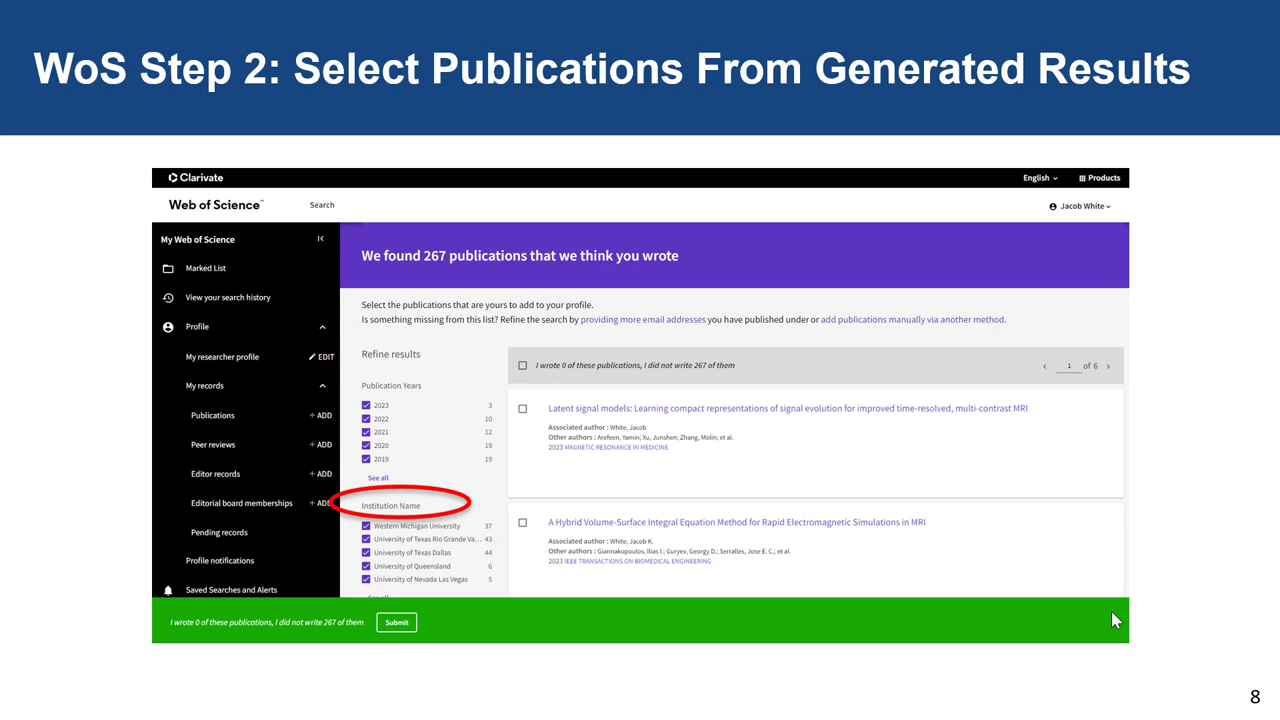 WoS Step 2: Select Publications From Generated Results
Clarivate
English
Products
Web of Science™
Search
Jacob White
My Web of Science
Marked List
View your search history
Profile
My researcher profile
EDIT
My records
Publications
+ ADD
Peer reviews
+ ADD
Editor records
+ ADD
Editorial board memberships
+ ADD
Pending records
Profile notifications
Saved Searches and Alerts
We found 267 publications that we think you wrote
Select the publications that are yours to add to your profile.
Is something missing from this list? Refine the search by providing more email addresses you have published under or add publications manually via another method.
Refine results
Publication Years
2023 3
2022 10
2021 12
2020 19
2019 19
See all
Institution Name
Western Michigan University 37
University of Texas Rio Grande Va... 43
University of Texas Dallas 44
University of Queensland 6
University of Nevada Las Vegas 5
See all
I wrote 0 of these publications, I did not write 267 of them
1 of 6
Latent signal models: Learning compact representations of signal evolution for improved time-resolved, multi-contrast MRI
Associated author : White, Jacob
Other authors : Arefeen, Yamin; Xu, Junshen; Zhang, Molin; et al.
2023 MAGNETIC RESONANCE IN MEDICINE
A Hybrid Volume-Surface Integral Equation Method for Rapid Electromagnetic Simulations in MRI
Associated author : White, Jacob K.
Other authors : Giannakopoulos, Ilias I.; Guryev, Georgy D.; Serralles, Jose E. C.; et al.
2023 IEEE TRANSACTIONS ON BIOMEDICAL ENGINEERING
I wrote 0 of these publications, I did not write 267 of them
Submit
8